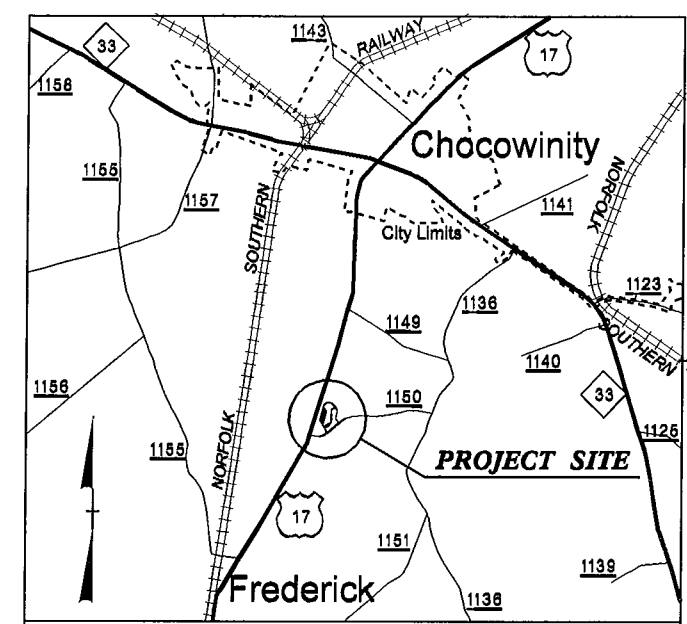 1143
RAILWAY
33
17
1158
Chocowinity
1155
NORFOLK
1157
1141
SOUTHERN
City Limits
1123
1136
1149
SOUTHERN
1140
1156
33
1150
NORFOLK
1125
1155
PROJECT SITE
17
1151
1139
Frederick
1136